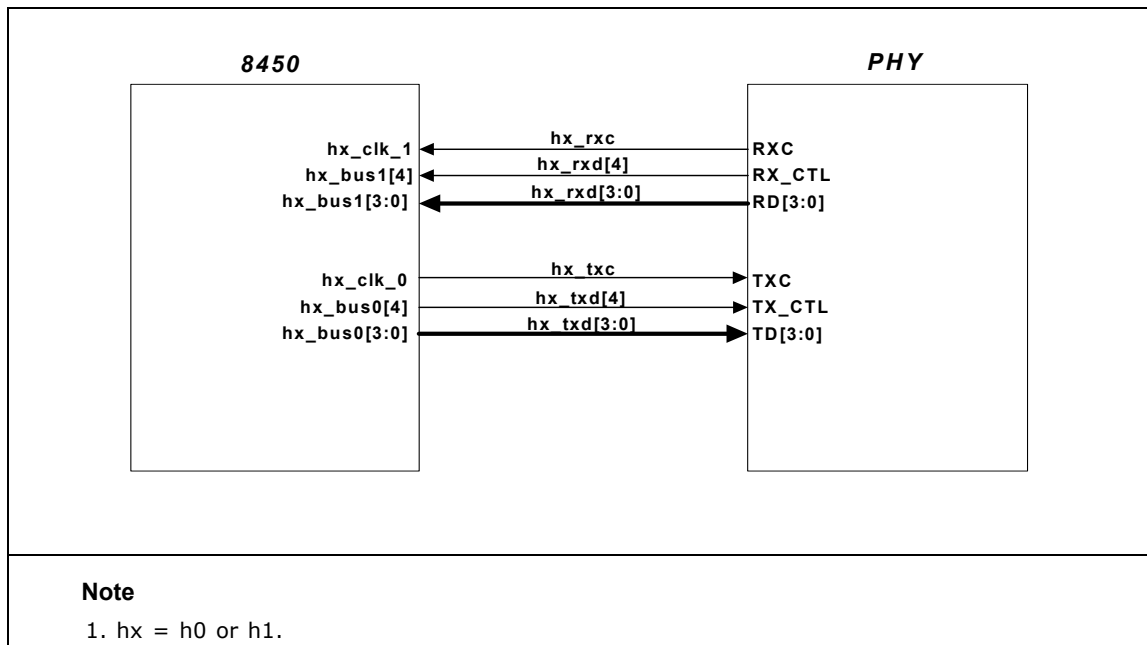 8450 PHY
hx_clk_1 hx_rxc RXC
hx_bus1[4] hx_rxd[4] RX_CTL
hx_bus1[3:0] hx_rxd[3:0] RD[3:0]
hx_clk_0 hx_txc TXC
hx_bus0[4] hx_txd[4] TX_CTL
hx_bus0[3:0] hx_txd[3:0] TD[3:0]
Note
1. hx = h0 or h1.